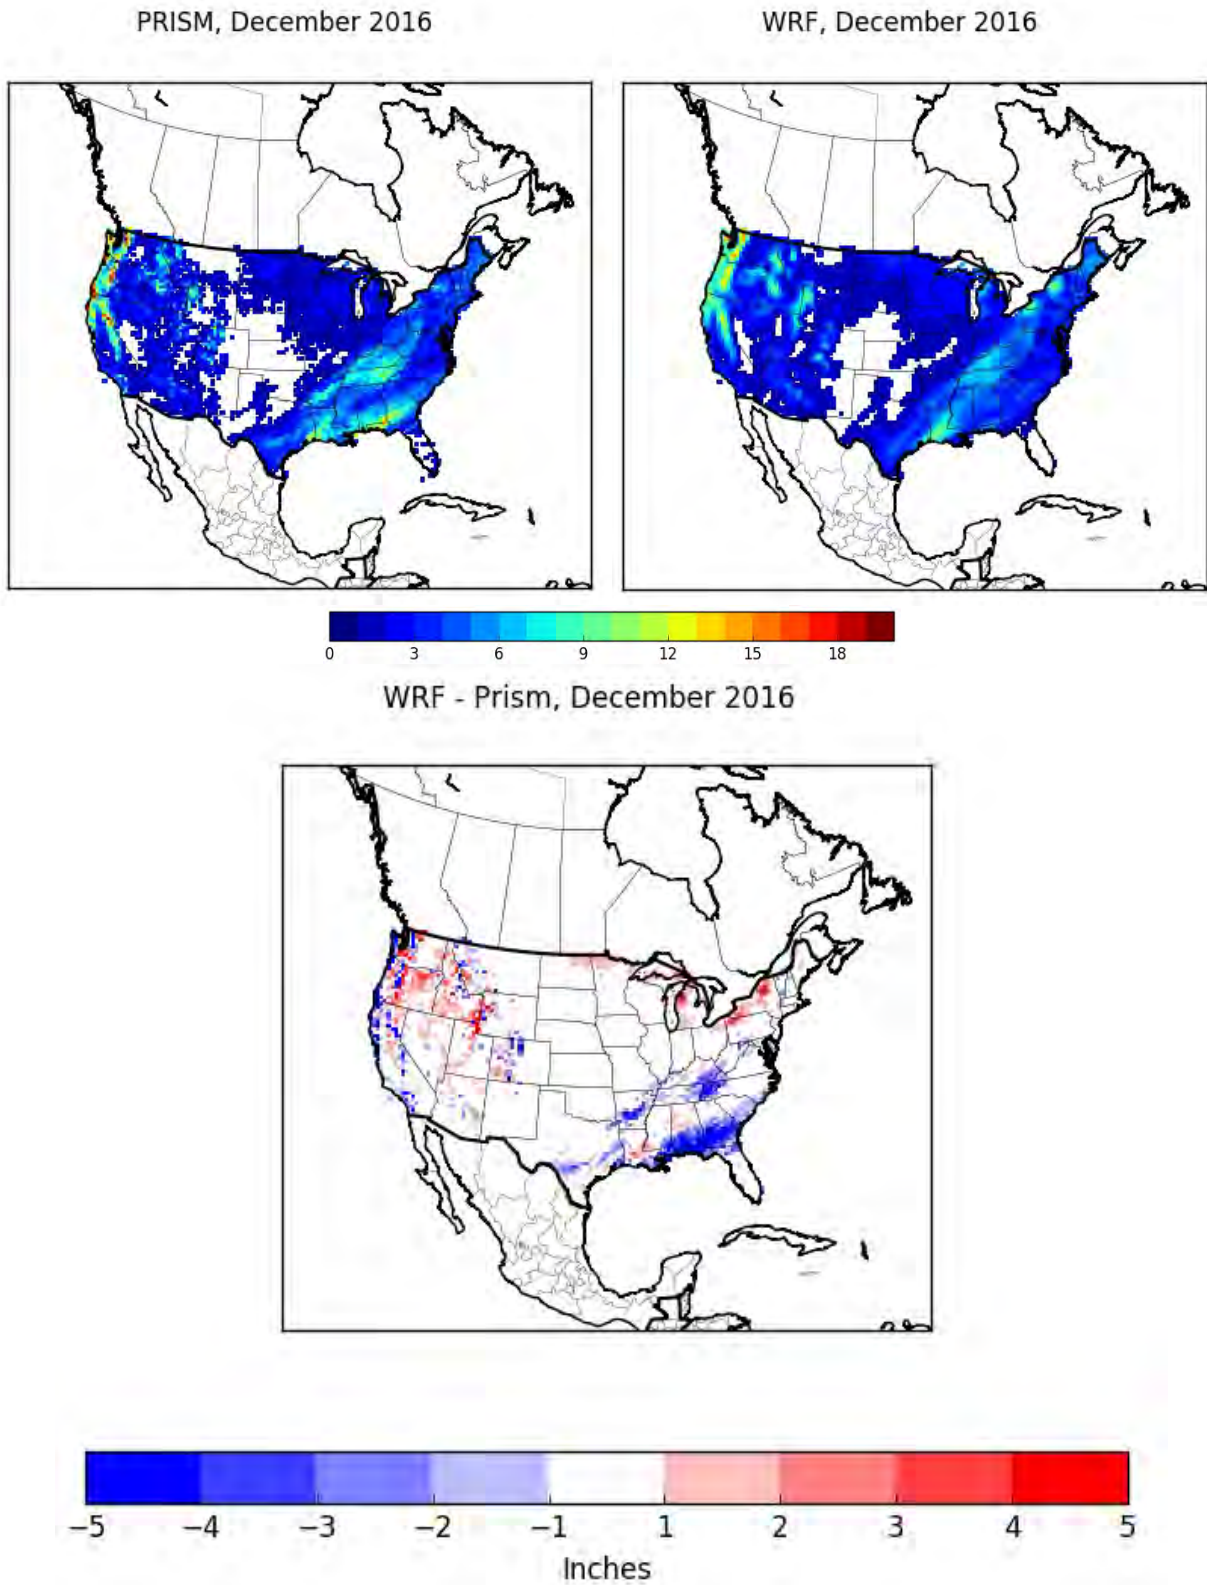 PRISM, December 2016
WRF, December 2016
0 3 6 9 12 15 18
WRF - Prism, December 2016
−5 −4 −3 −2 −1 1 2 3 4 5
Inches